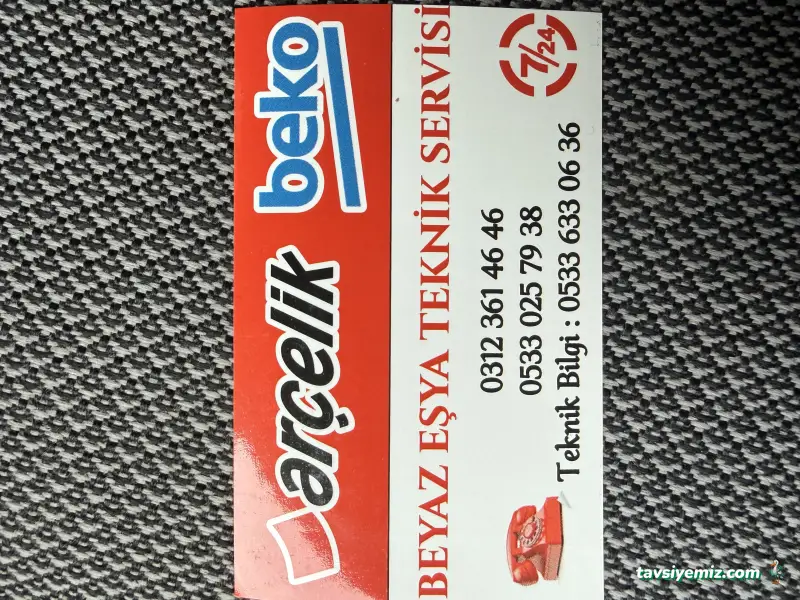 arçelik beko
BEYAZ EŞYA TEKNİK SERVİSİ
7/24
0312 361 46 46
0533 025 79 38
Teknik Bilgi : 0533 633 06 36
tavsiyemiz.com